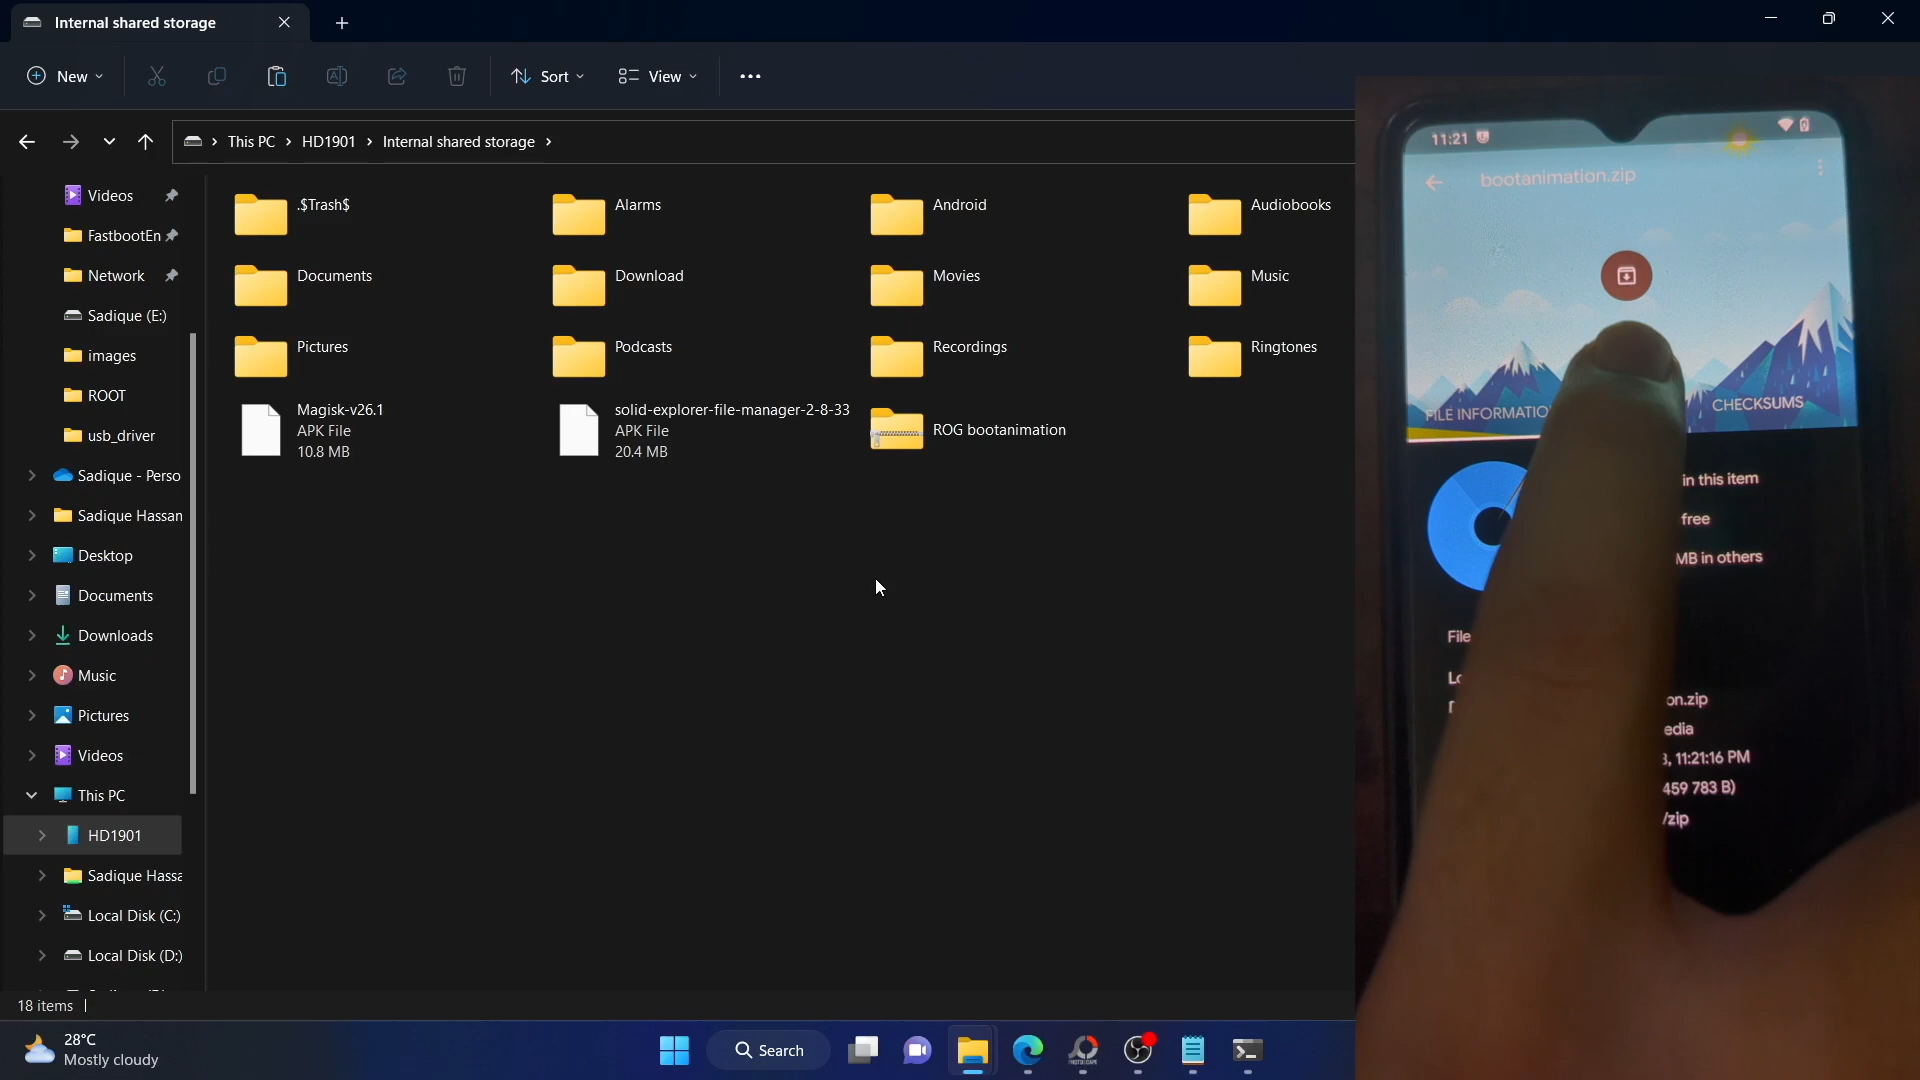 Internal shared storage
New
Sort
View
This PC
HD1901
Internal shared storage
Videos
FastbootEn
Network
Sadique (E:)
images
ROOT
usb_driver
Sadique - Perso
Sadique Hassan
Desktop
Documents
Downloads
Music
Pictures
Videos
This PC
HD1901
Sadique Hassa
Local Disk (C:)
Local Disk (D:)
.$Trash$
Alarms
Android
Audiobooks
Documents
Download
Movies
Music
Pictures
Podcasts
Recordings
Ringtones
Magisk-v26.1
APK File
10.8 MB
solid-explorer-file-manager-2-8-33
APK File
20.4 MB
ROG bootanimation
18 items
28°C
Mostly cloudy
Search
11:21
bootanimation.zip
FILE INFORMATIO
CHECKSUMS
in this item
free
MB in others
File
on.zip
edia
3, 11:21:16 PM
459 783 B)
/zip